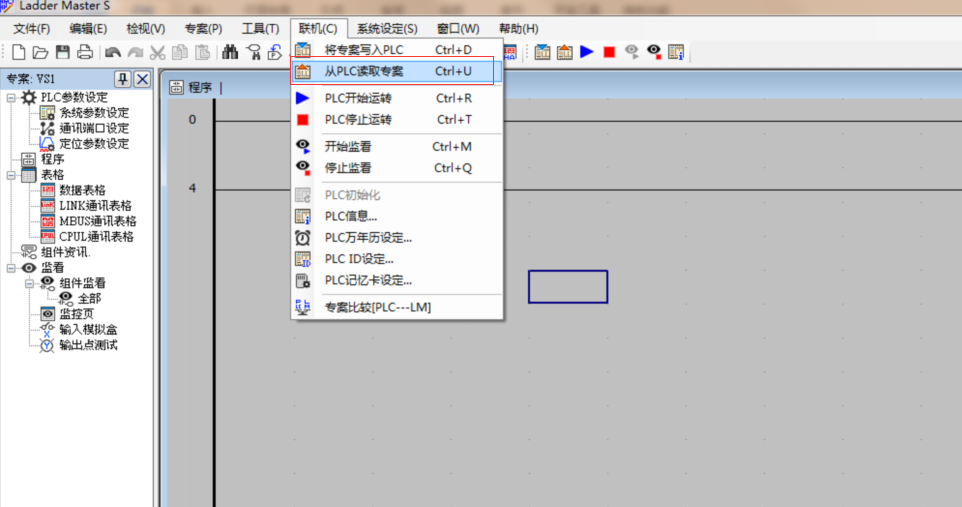 Ladder Master S
文件(F) 编辑(E) 检视(V) 专案(P) 工具(T) 联机(C) 系统设定(S) 窗口(W) 帮助(H)
将专案写入PLC Ctrl+D
从PLC读取专案 Ctrl+U
PLC开始运转 Ctrl+R
PLC停止运转 Ctrl+T
开始监看 Ctrl+M
停止监看 Ctrl+Q
PLC初始化
PLC信息...
PLC万年历设定...
PLC ID设定...
PLC记忆卡设定...
专案比较[PLC---LM]
专案: VS1
PLC参数设定
系统参数设定
通讯端口设定
定位参数设定
程序
表格
数据表格
LINK通讯表格
MBUS通讯表格
CPUL通讯表格
组件资讯
监看
组件监看
全部
监控页
输入模拟盒
输出点测试
程序
0
4